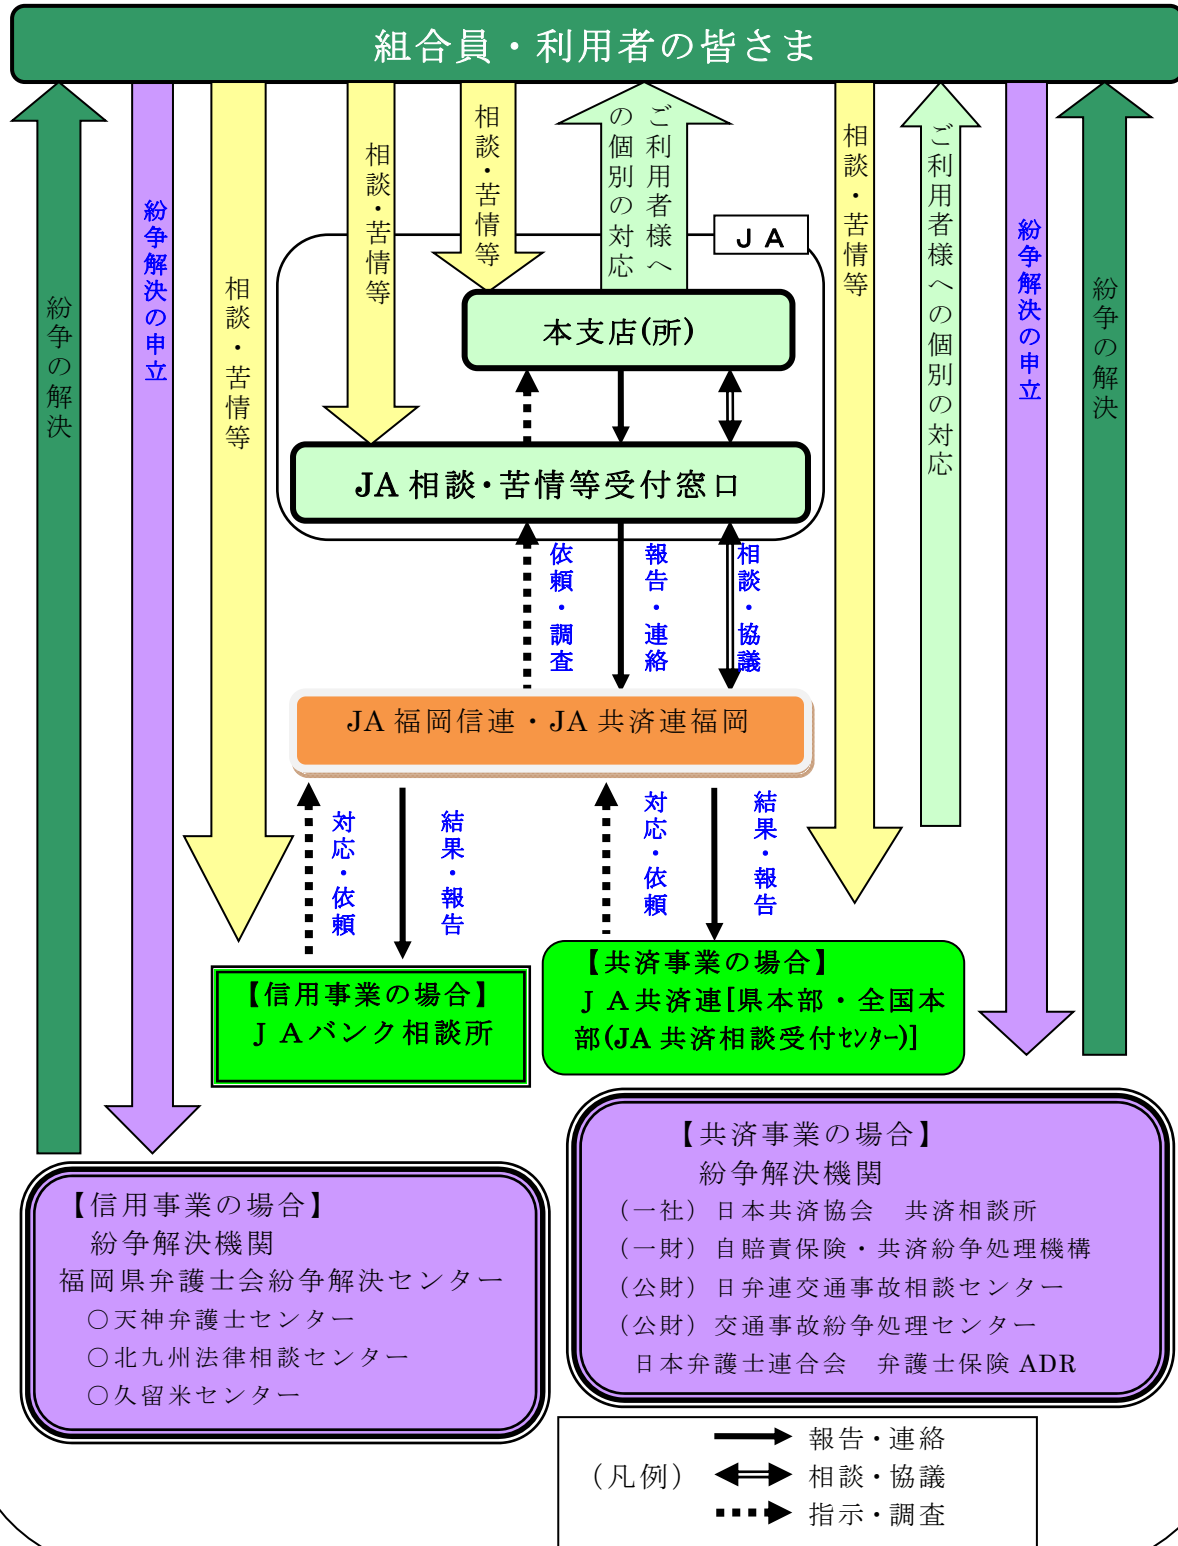 組合員・利用者の皆さま
紛争の解決
紛争解決の申立
相談・苦情等
相談・苦情等
相談・苦情等
ご利用者様へ
の個別の対応
相談・苦情等
ご利用者様への個別の対応
紛争解決の申立
紛争の解決
ＪＡ
本支店(所)
JA 相談・苦情等受付窓口
依頼・調査
報告・連絡
相談・協議
JA 福岡信連・JA 共済連福岡
対応・依頼
結果・報告
対応・依頼
結果・報告
【信用事業の場合】
ＪＡバンク相談所
【共済事業の場合】
ＪＡ共済連[県本部・全国本
部(JA 共済相談受付ｾﾝﾀｰ)]
【信用事業の場合】
紛争解決機関
福岡県弁護士会紛争解決センター
○天神弁護士センター
○北九州法律相談センター
○久留米センター
【共済事業の場合】
紛争解決機関
（一社）日本共済協会　共済相談所
（一財）自賠責保険・共済紛争処理機構
（公財）日弁連交通事故相談センター
（公財）交通事故紛争処理センター
日本弁護士連合会　弁護士保険 ADR
（凡例）
報告・連絡
相談・協議
指示・調査